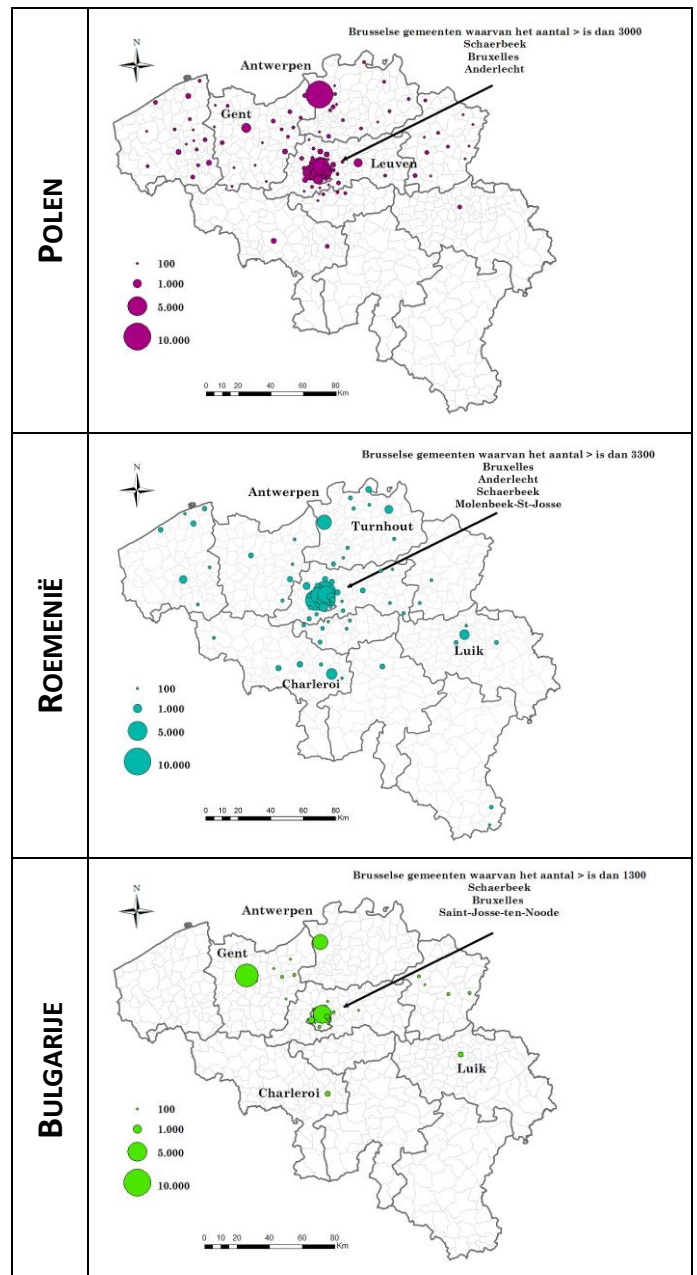 POLEN
Brusselse gemeenten waarvan het aantal > is dan 3000
Schaerbeek
Bruxelles
Anderlecht
N
Antwerpen
Gent
Leuven
100
1.000
5.000
10.000
0 10 20 40 60 80
Km
ROEMENIË
Brusselse gemeenten waarvan het aantal > is dan 3300
Bruxelles
Anderlecht
Schaerbeek
Molenbeek-St-Josse
N
Antwerpen
Turnhout
Luik
Charleroi
100
1.000
5.000
10.000
0 10 20 40 60 80
Km
BULGARIJE
Brusselse gemeenten waarvan het aantal > is dan 1300
Schaerbeek
Bruxelles
Saint-Josse-ten-Noode
N
Antwerpen
Gent
Luik
Charleroi
100
1.000
5.000
10.000
0 10 20 40 60 80
Km